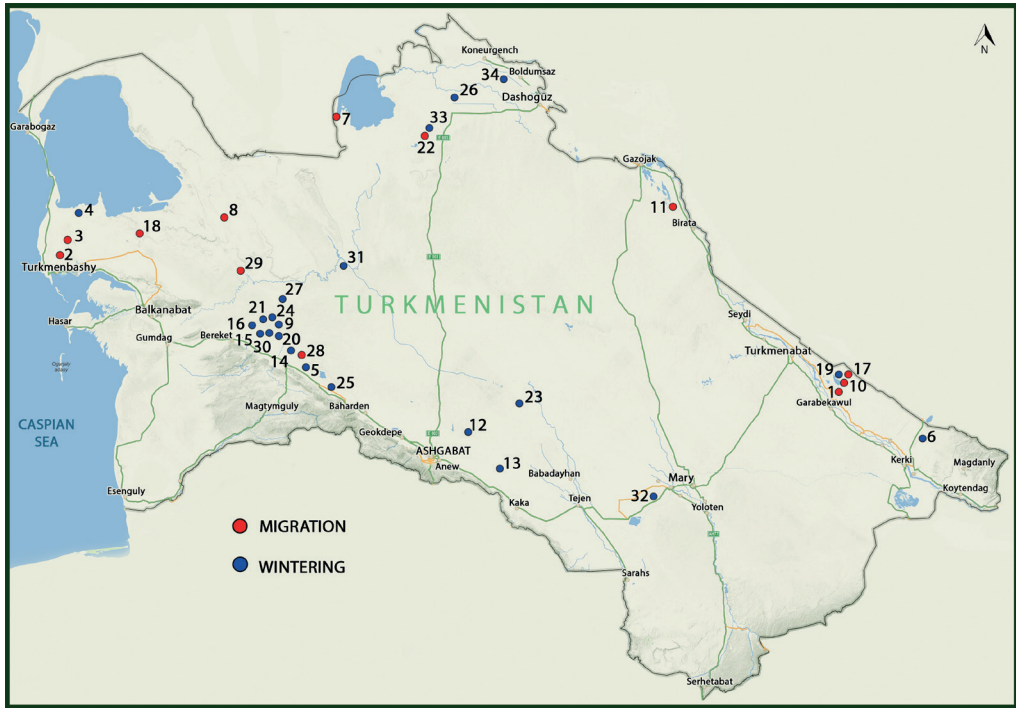 N
Koneurgench
34
Boldumsaz
26
Dashoguz
7
33
22
Garabogaz
Gazojak
4
8
11
3
18
Birata
2
Turkmenbashy
29
31
27
TURKMENISTAN
Balkanabat
21
24
Hasar
16
9
Seydi
Gumdag
Bereket
15
20
30
28
14
5
Turkmenabat
19
17
25
10
1
Magtymguly
Baharden
23
Garabekawul
CASPIAN
SEA
Geokdepe
12
6
ASHGABAT
Anew
13
Babadayhan
Kerki
Magdanly
Mary
Koytendag
Esenguly
Kaka
Tejen
32
Yoloten
MIGRATION
WINTERING
Sarahs
Serhetabat